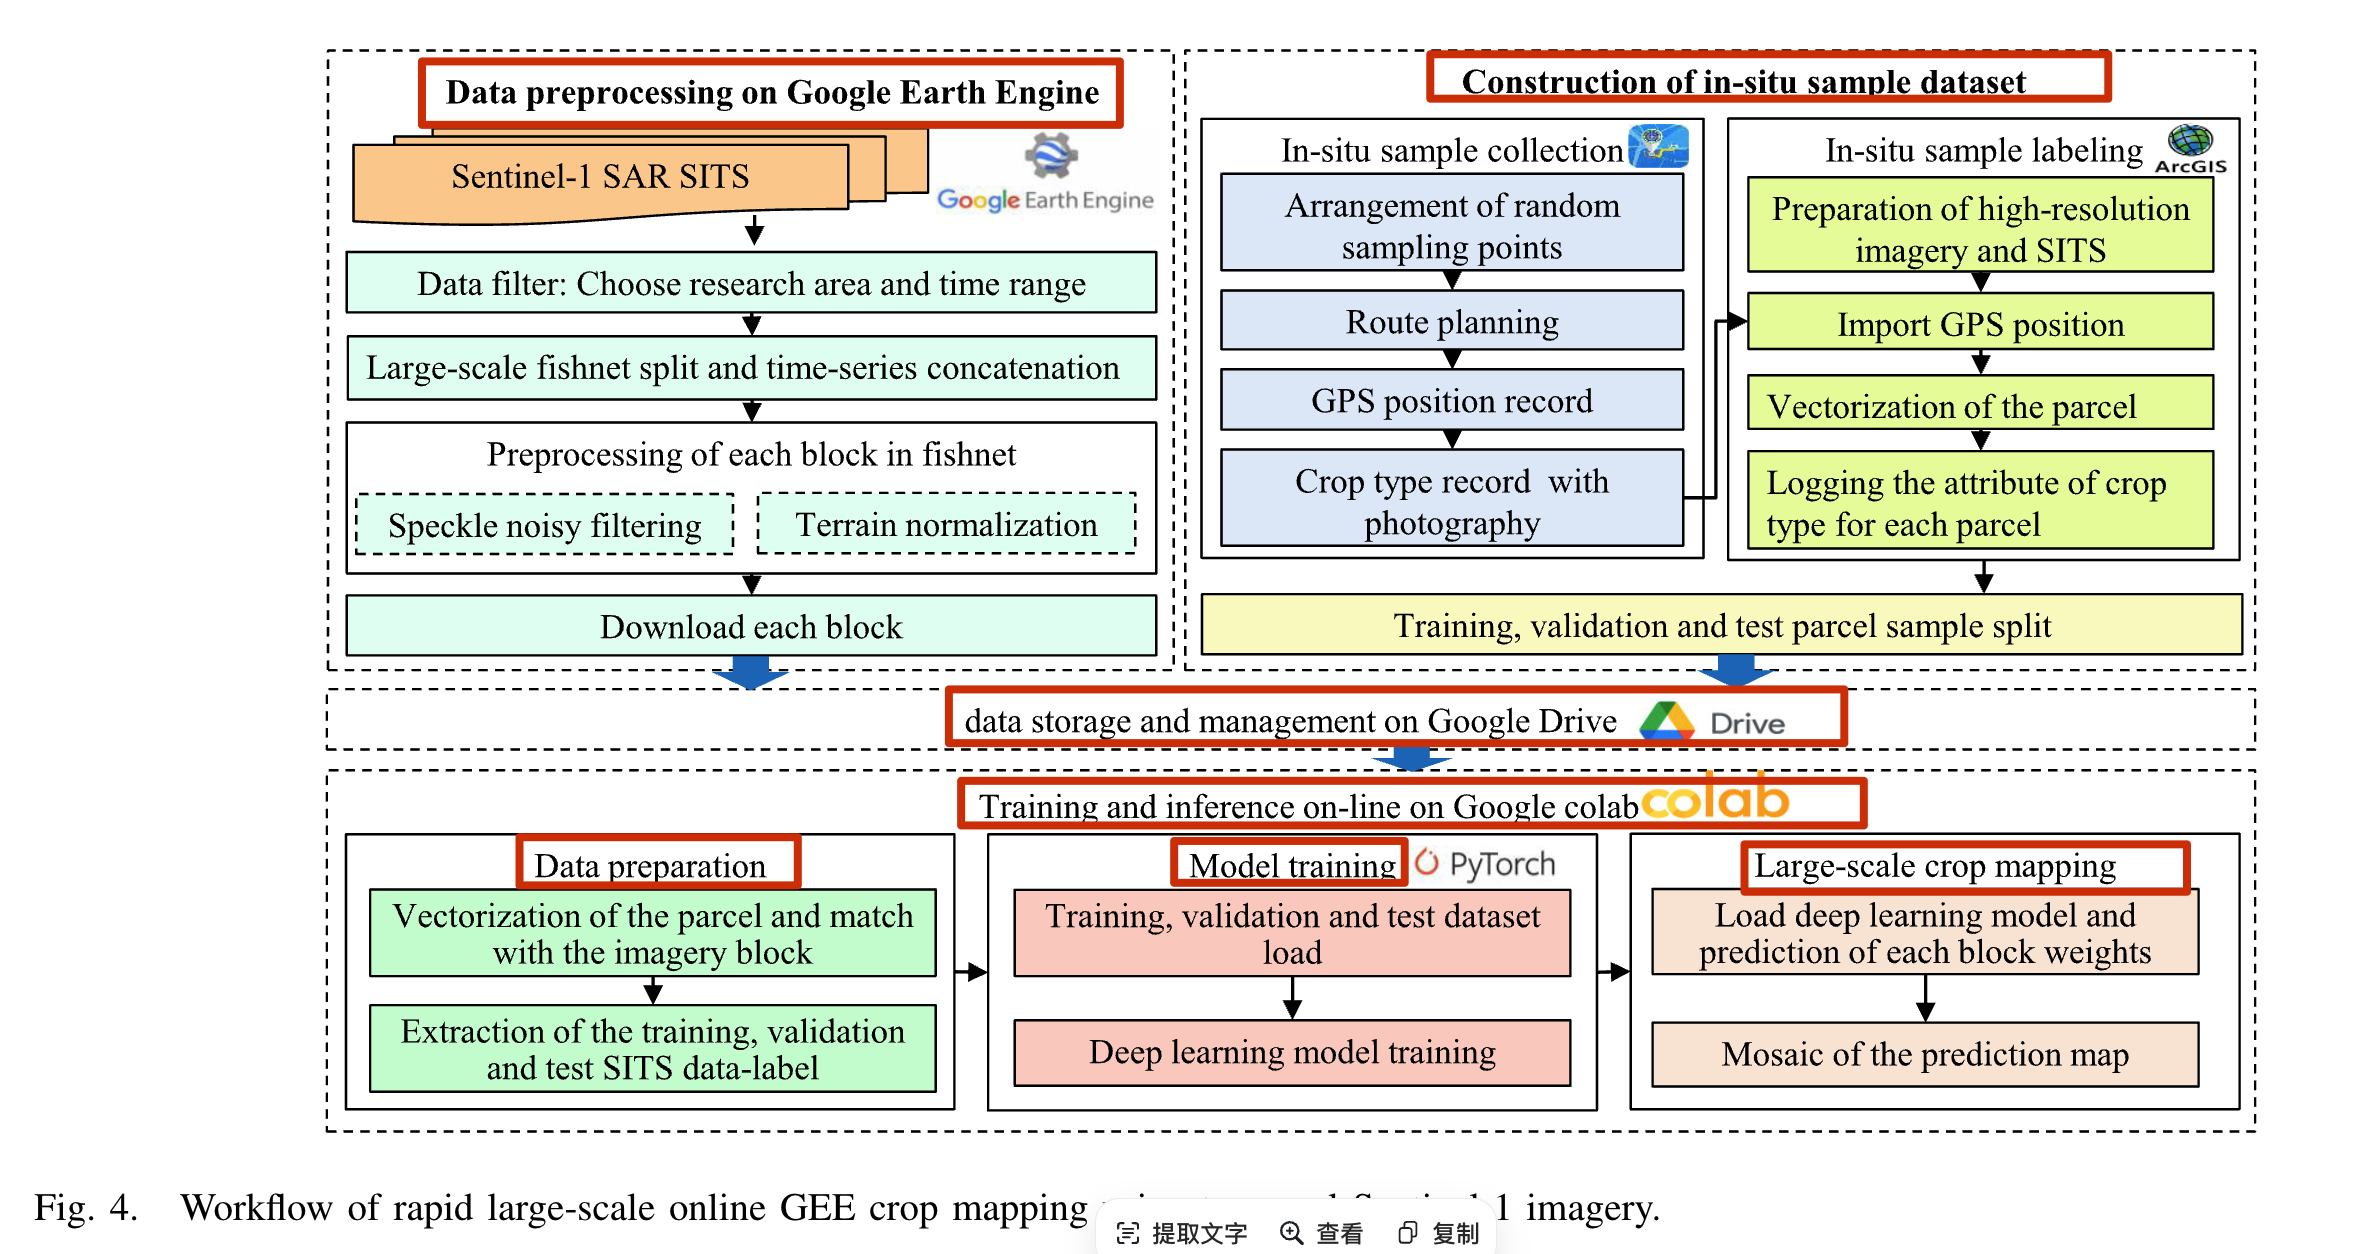 Data preprocessing on Google Earth Engine
Sentinel-1 SAR SITS
Google Earth Engine
Data filter: Choose research area and time range
Large-scale fishnet split and time-series concatenation
Preprocessing of each block in fishnet
Speckle noisy filtering
Terrain normalization
Download each block
Construction of in-situ sample dataset
In-situ sample collection
Arrangement of random
sampling points
Route planning
GPS position record
Crop type record with
photography
In-situ sample labeling
ArcGIS
Preparation of high-resolution
imagery and SITS
Import GPS position
Vectorization of the parcel
Logging the attribute of crop
type for each parcel
Training, validation and test parcel sample split
data storage and management on Google Drive
Drive
Training and inference on-line on Google colab
colab
Data preparation
Vectorization of the parcel and match
with the imagery block
Extraction of the training, validation
and test SITS data-label
Model training
PyTorch
Training, validation and test dataset
load
Deep learning model training
Large-scale crop mapping
Load deep learning model and
prediction of each block weights
Mosaic of the prediction map
Fig. 4. Workflow of rapid large-scale online GEE crop mapping 1 imagery.
提取文字 查看 复制